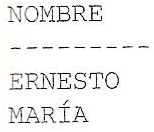 NOMBRE
---------
ERNESTO
MARÍA